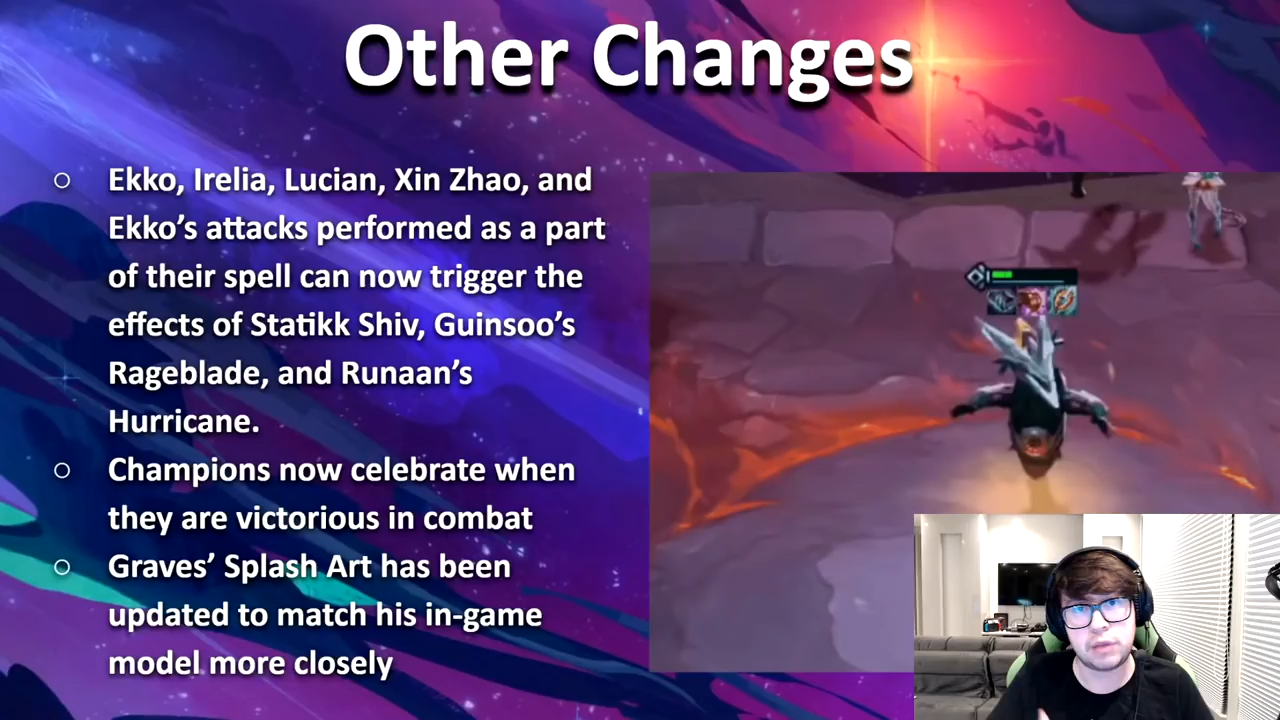 Other Changes
○ Ekko, Irelia, Lucian, Xin Zhao, and
Ekko's attacks performed as a part
of their spell can now trigger the
effects of Statikk Shiv, Guinsoo's
Rageblade, and Runaan's
Hurricane.
○ Champions now celebrate when
they are victorious in combat
○ Graves' Splash Art has been
updated to match his in-game
model more closely